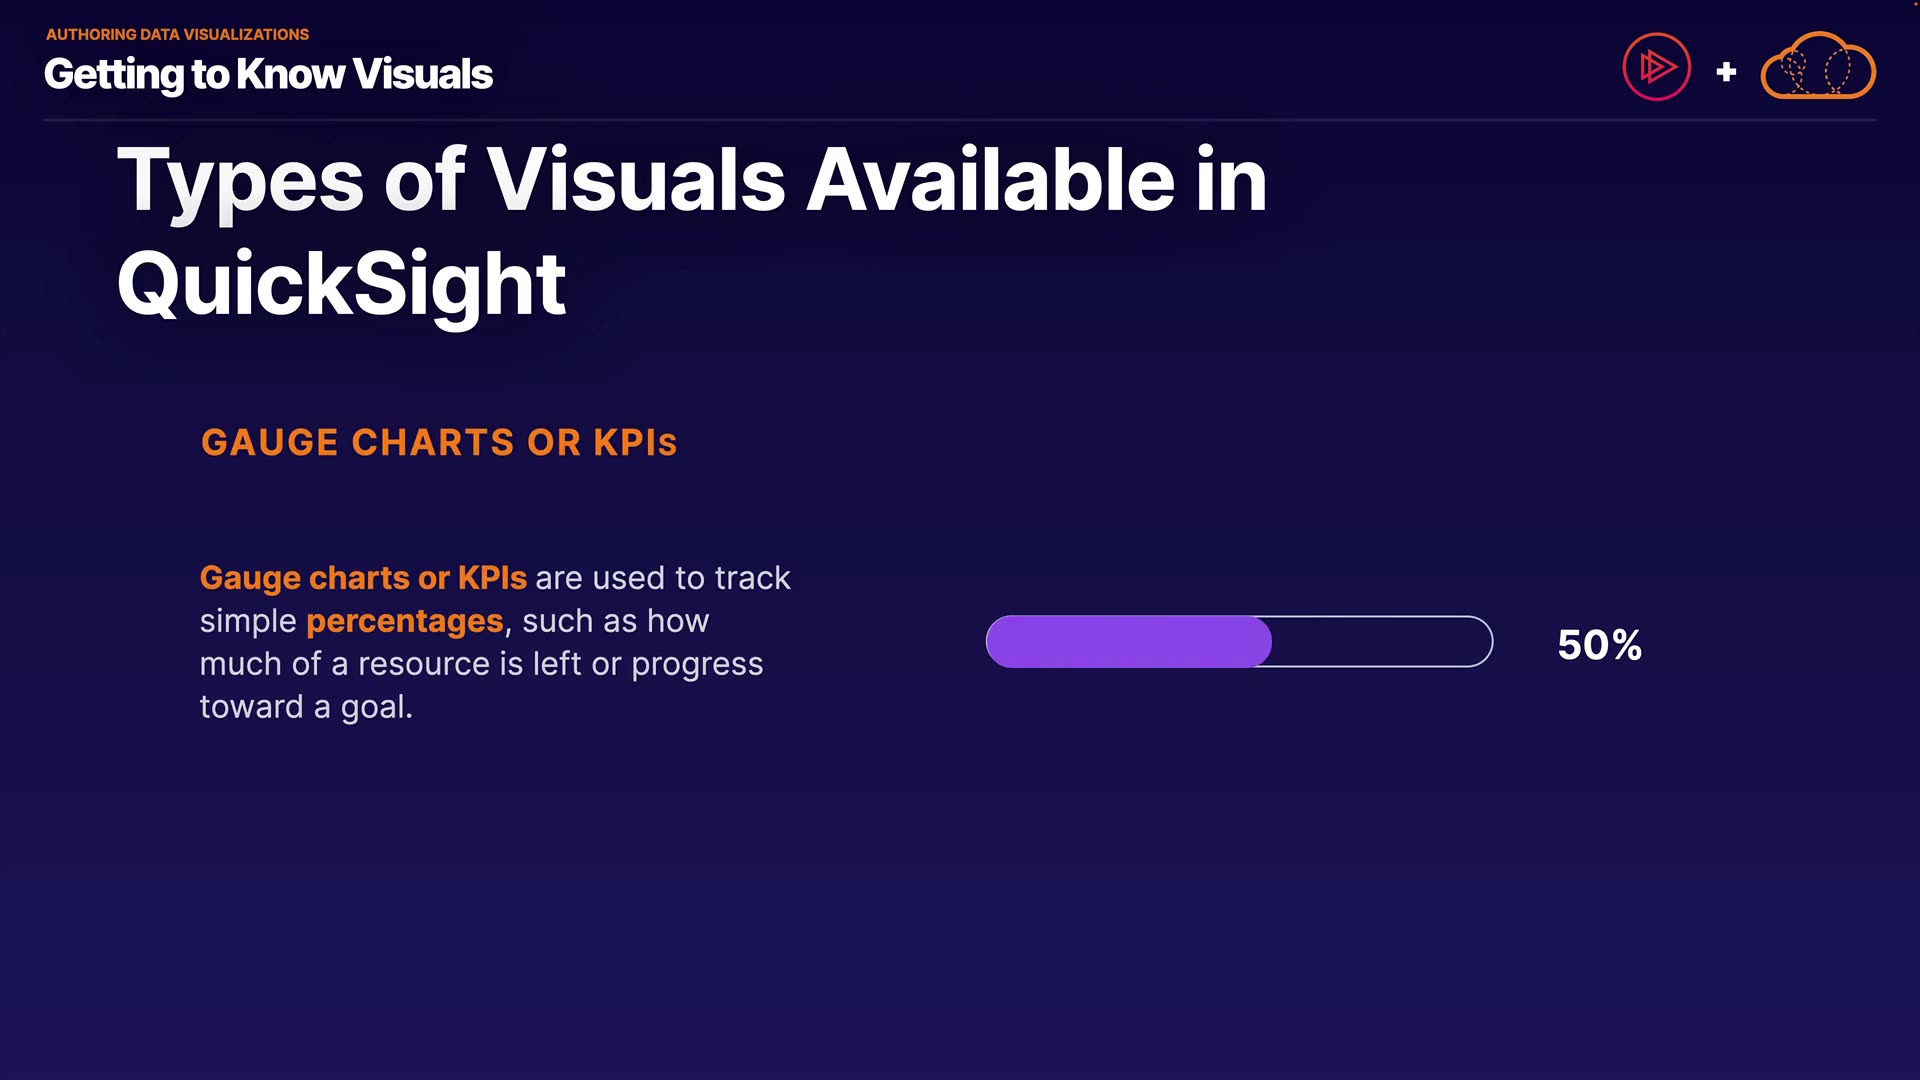 AUTHORING DATA VISUALIZATIONS
Getting to Know Visuals
+
Types of Visuals Available in
QuickSight
GAUGE CHARTS OR KPIs
Gauge charts or KPIs are used to track
simple percentages, such as how
much of a resource is left or progress
toward a goal.
50%